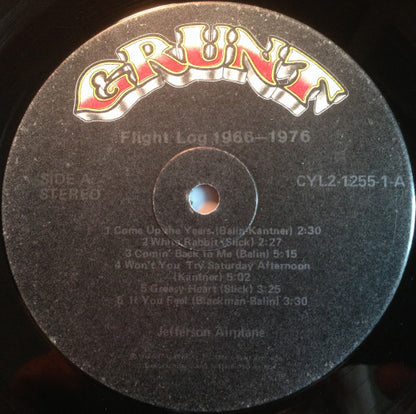 GRUNT
Flight Log 1966–1976
SIDE A
STEREO
CYL2-1255-1-A
1 Come Up the Years (Balin-Kantner) 2:30
2 White Rabbit (Slick) 2:27
3 Comin' Back To Me (Balin) 5:15
4 Won't You Try Saturday Afternoon
(Kantner) 5:02
5 Greasy Heart (Slick) 3:25
6 If You Feel (Blackman-Balin) 3:30
Jefferson Airplane